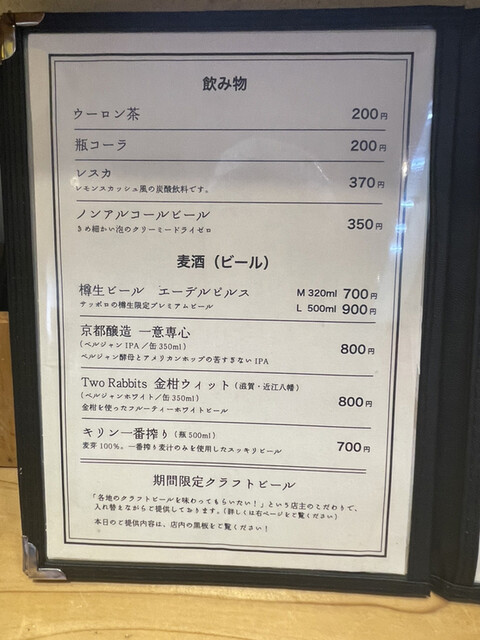 飲み物
ウーロン茶 200円
瓶コーラ 200円
レスカ 370円
レモンスカッシュ風の炭酸飲料です。
ノンアルコールビール 350円
きめ細かい泡のクリーミードライゼロ
麦酒（ビール）
樽生ビール エーデルピルス M 320ml 700円
サッポロの樽生限定プレミアムビール L 500ml 900円
京都醸造 一意専心 800円
（ベルジャンIPA／缶350ml）
ベルジャン酵母とアメリカンホップの苦すぎないIPA
Two Rabbits 金柑ウィット（滋賀・近江八幡） 800円
（ベルジャンホワイト／缶350ml）
金柑を使ったフルーティーホワイトビール
キリン一番搾り（瓶500ml） 700円
麦芽100%。一番搾り麦汁のみを使用したスッキリビール
期間限定クラフトビール
「各地のクラフトビールを味わってもらいたい！」という店主のこだわりで、
入れ替えながらご提供しております。（詳しくは右ページをご覧ください）
本日のご提供内容は、店内の黒板をご覧ください！